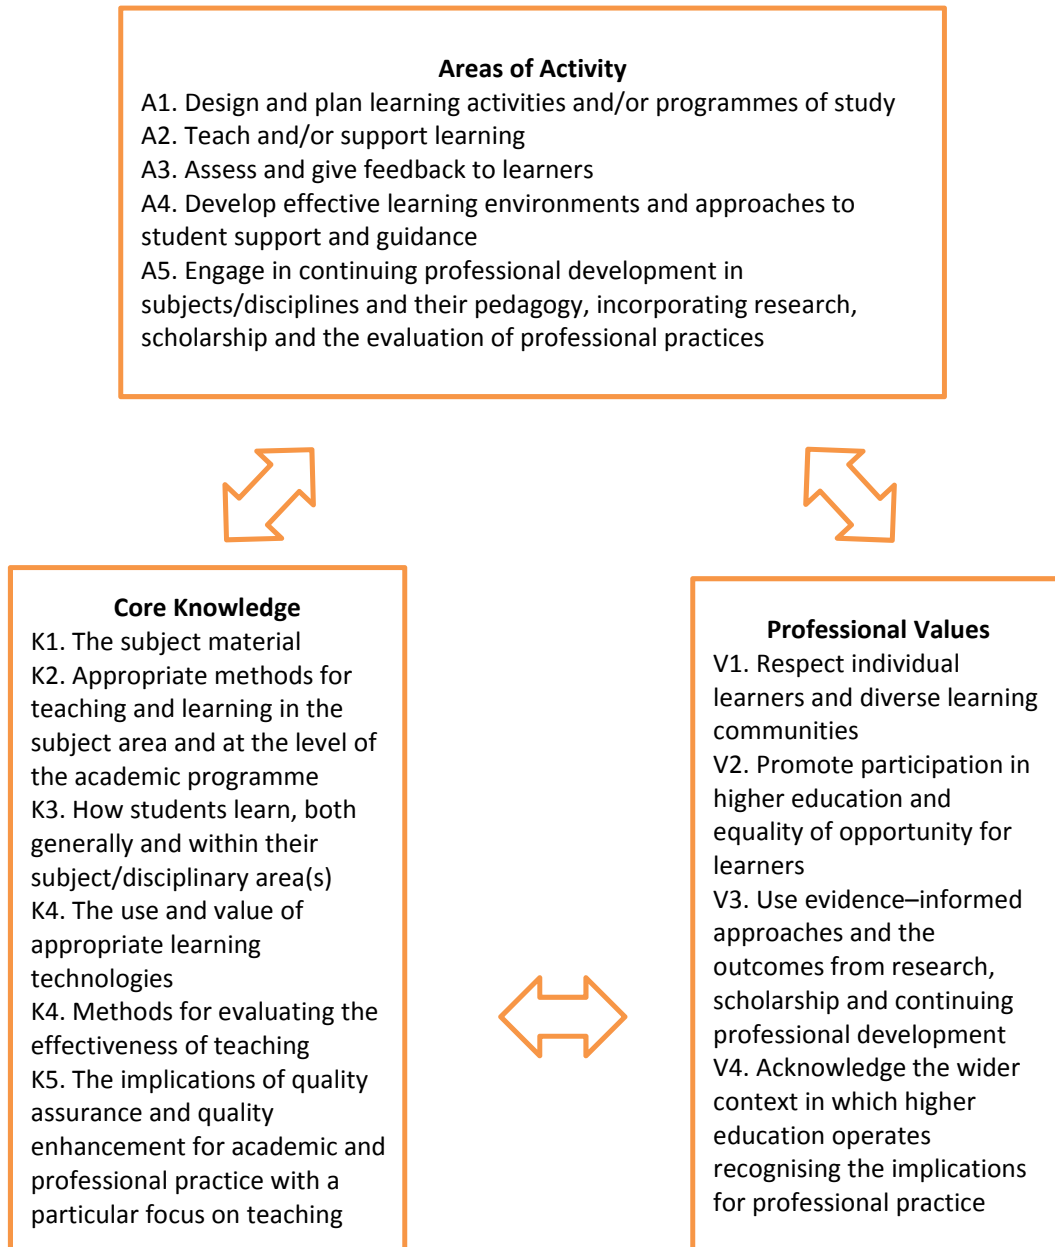 Areas of Activity
A1. Design and plan learning activities and/or programmes of study
A2. Teach and/or support learning
A3. Assess and give feedback to learners
A4. Develop effective learning environments and approaches to
student support and guidance
A5. Engage in continuing professional development in
subjects/disciplines and their pedagogy, incorporating research,
scholarship and the evaluation of professional practices
Core Knowledge
K1. The subject material
K2. Appropriate methods for
teaching and learning in the
subject area and at the level of
the academic programme
K3. How students learn, both
generally and within their
subject/disciplinary area(s)
K4. The use and value of
appropriate learning
technologies
K4. Methods for evaluating the
effectiveness of teaching
K5. The implications of quality
assurance and quality
enhancement for academic and
professional practice with a
particular focus on teaching
Professional Values
V1. Respect individual
learners and diverse learning
communities
V2. Promote participation in
higher education and
equality of opportunity for
learners
V3. Use evidence–informed
approaches and the
outcomes from research,
scholarship and continuing
professional development
V4. Acknowledge the wider
context in which higher
education operates
recognising the implications
for professional practice